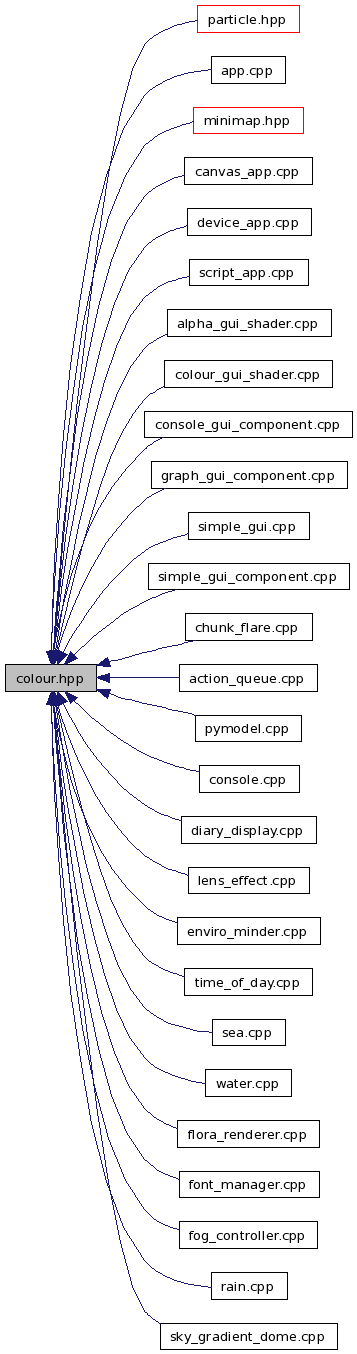 particle.hpp
app.cpp
minimap.hpp
canvas_app.cpp
device_app.cpp
script_app.cpp
alpha_gui_shader.cpp
colour_gui_shader.cpp
console_gui_component.cpp
graph_gui_component.cpp
simple_gui.cpp
simple_gui_component.cpp
chunk_flare.cpp
colour.hpp
action_queue.cpp
pymodel.cpp
console.cpp
diary_display.cpp
lens_effect.cpp
enviro_minder.cpp
time_of_day.cpp
sea.cpp
water.cpp
flora_renderer.cpp
font_manager.cpp
fog_controller.cpp
rain.cpp
sky_gradient_dome.cpp